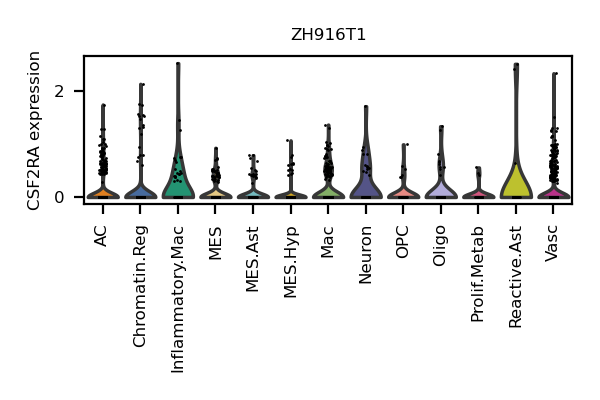 ZH916T1
CSF2RA expression
2
0
AC
Chromatin.Reg
Inflammatory.Mac
MES
MES.Ast
MES.Hyp
Mac
Neuron
OPC
Oligo
Prolif.Metab
Reactive.Ast
Vasc